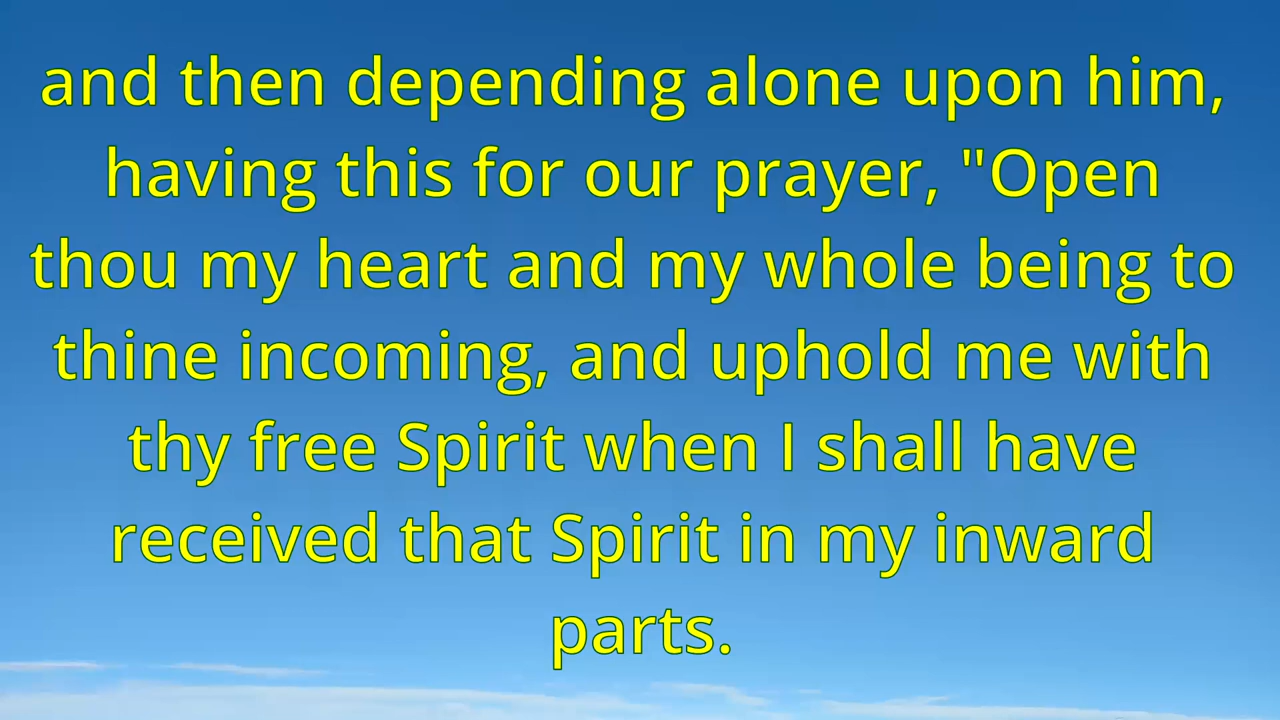 and then depending alone upon him,
having this for our prayer, "Open
thou my heart and my whole being to
thine incoming, and uphold me with
thy free Spirit when I shall have
received that Spirit in my inward
parts.